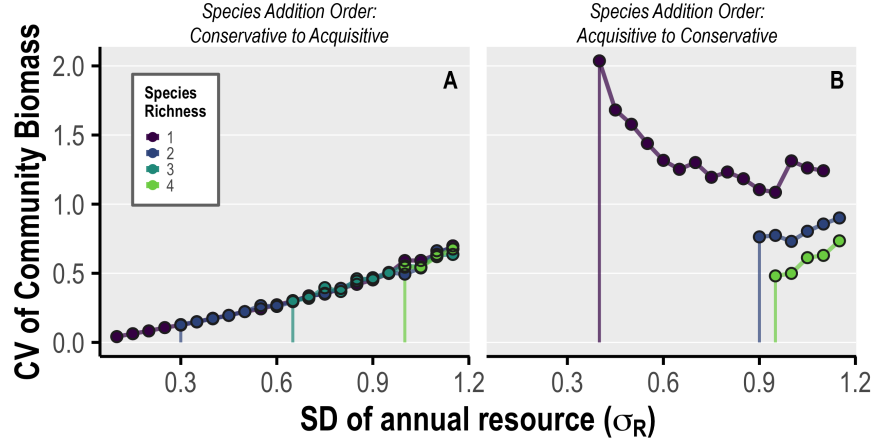 Species Addition Order:
Conservative to Acquisitive
Species Addition Order:
Acquisitive to Conservative
CV of Community Biomass
2.0
1.5
1.0
0.5
0.0
A
B
Species
Richness
1
2
3
4
0.3
0.6
0.9
1.2
0.3
0.6
0.9
1.2
SD of annual resource (σR)